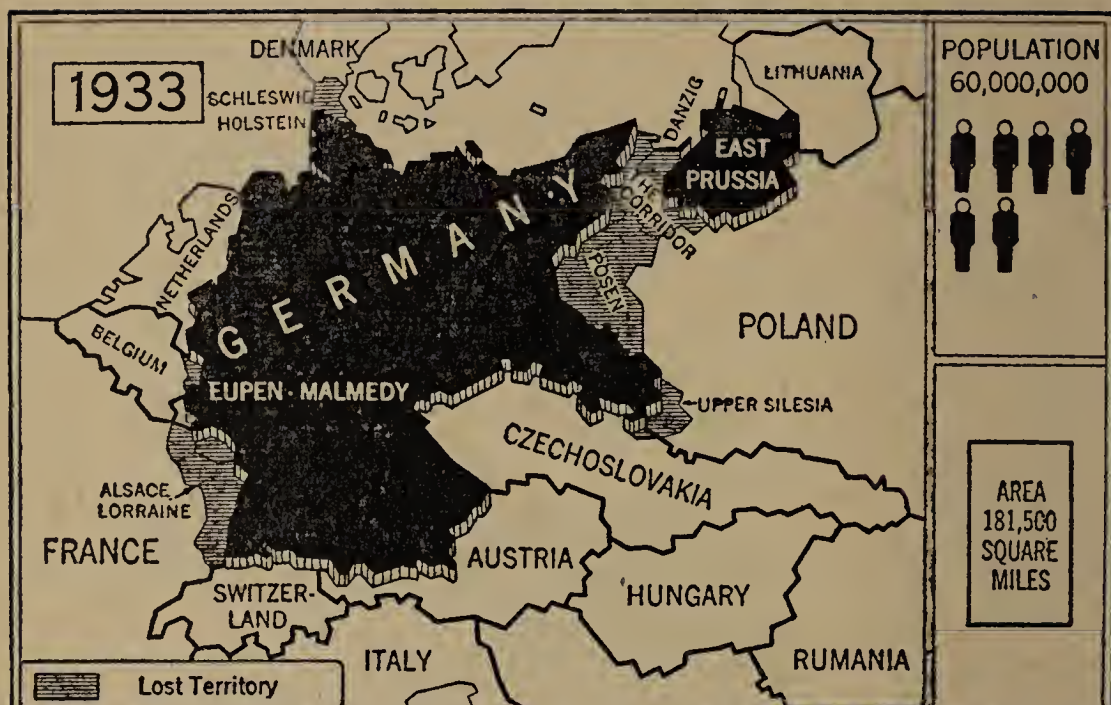 1933
DENMARK
SCHLESWIG
HOLSTEIN
LITHUANIA
DANZIG
EAST
PRUSSIA
THE
CORRIDOR
POSEN
NETHERLANDS
GERMANY
BELGIUM
POLAND
EUPEN·MALMEDY
UPPER SILESIA
CZECHOSLOVAKIA
ALSACE
LORRAINE
FRANCE
AUSTRIA
SWITZER-
LAND
HUNGARY
ITALY
RUMANIA
Lost Territory
POPULATION
60,000,000
AREA
181,500
SQUARE
MILES